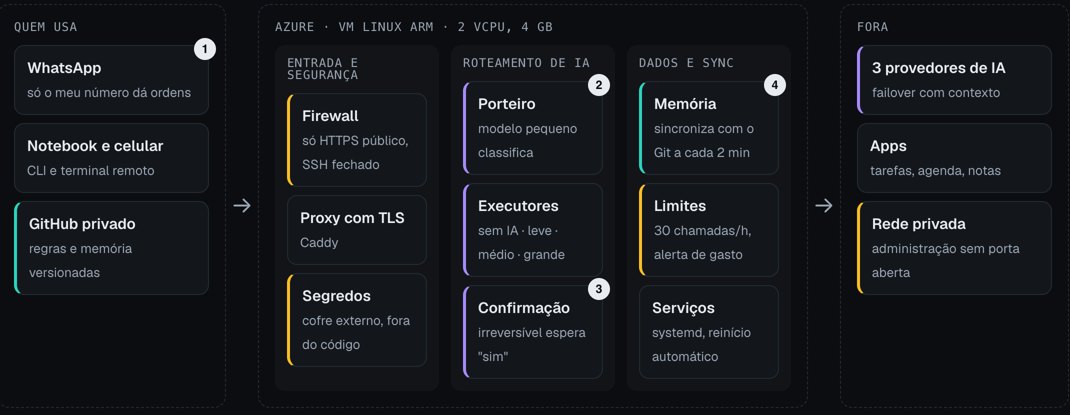 QUEM USA
1
WhatsApp
só o meu número dá ordens
Notebook e celular
CLI e terminal remoto
GitHub privado
regras e memória
versionadas
→
AZURE · VM LINUX ARM · 2 VCPU, 4 GB
ENTRADA E
SEGURANÇA
Firewall
só HTTPS público,
SSH fechado
Proxy com TLS
Caddy
Segredos
cofre externo, fora
do código
ROTEAMENTO DE IA
2
Porteiro
modelo pequeno
classifica
Executores
sem IA · leve ·
médio · grande
3
Confirmação
irreversível espera
"sim"
DADOS E SYNC
4
Memória
sincroniza com o
Git a cada 2 min
Limites
30 chamadas/h,
alerta de gasto
Serviços
systemd, reinício
automático
→
FORA
3 provedores de IA
failover com contexto
Apps
tarefas, agenda, notas
Rede privada
administração sem porta
aberta